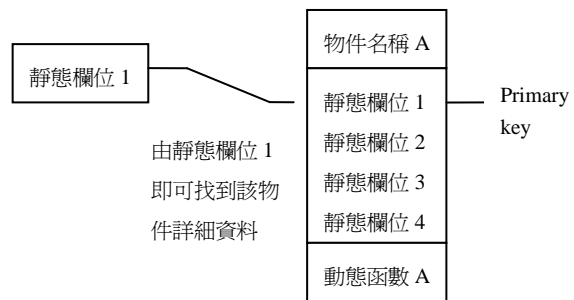 靜態欄位 1
由靜態欄位 1
即可找到該物
件詳細資料
物件名稱 A
靜態欄位 1
靜態欄位 2
靜態欄位 3
靜態欄位 4
動態函數 A
Primary
key